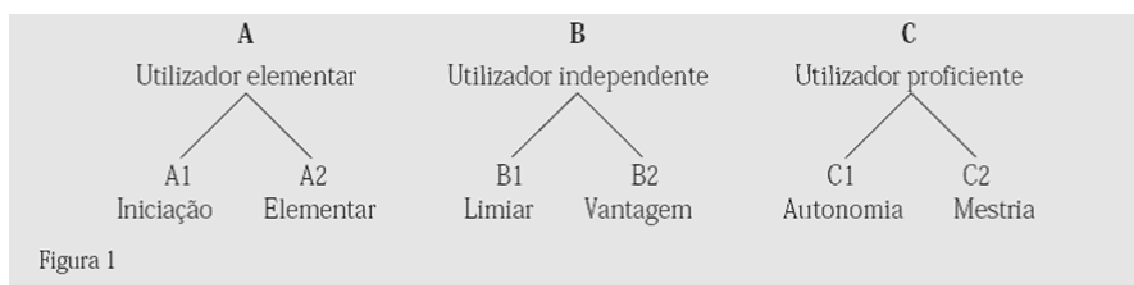 A B C
Utilizador elementar Utilizador independente Utilizador proficiente
A1 A2 B1 B2 C1 C2
Iniciação Elementar Limiar Vantagem Autonomia Mestria
Figura 1